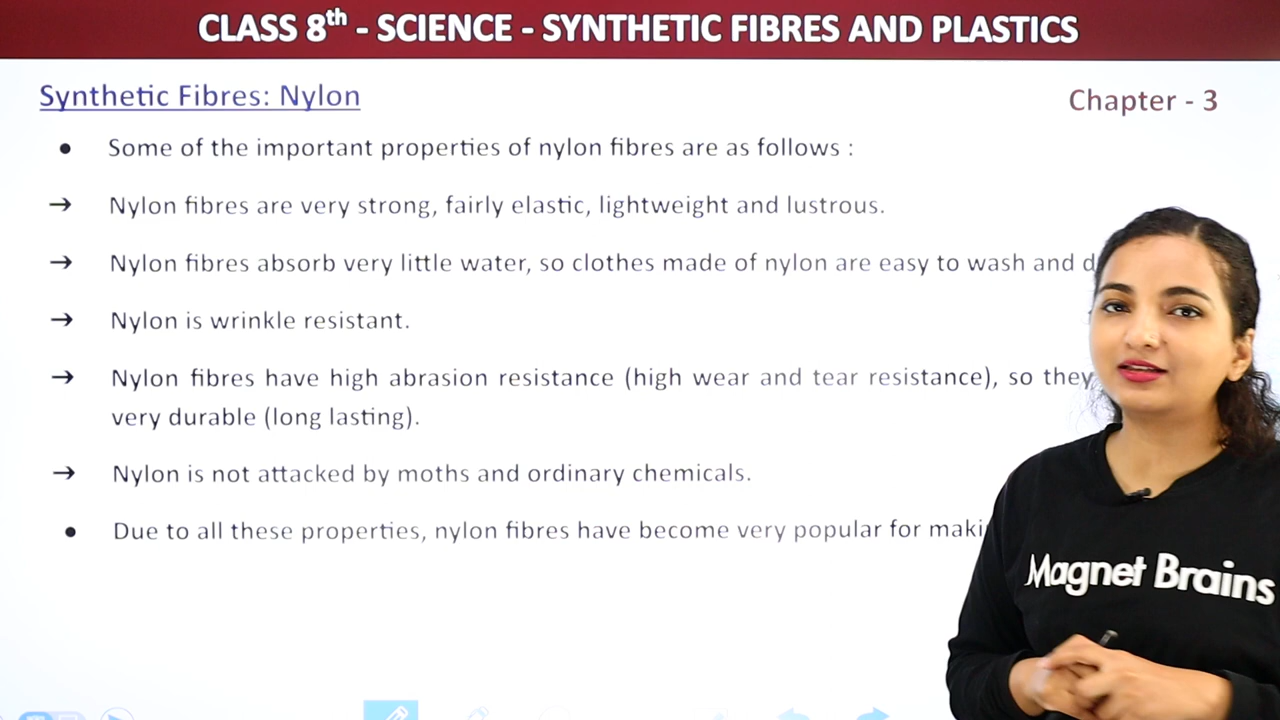 CLASS 8th - SCIENCE - SYNTHETIC FIBRES AND PLASTICS
Synthetic Fibres: Nylon
Chapter - 3
● Some of the important properties of nylon fibres are as follows :
→ Nylon fibres are very strong, fairly elastic, lightweight and lustrous.
→ Nylon fibres absorb very little water, so clothes made of nylon are easy to wash and
→ Nylon is wrinkle resistant.
→ Nylon fibres have high abrasion resistance (high wear and tear resistance), so they
very durable (long lasting).
→ Nylon is not attacked by moths and ordinary chemicals.
● Due to all these properties, nylon fibres have become very popular for
Magnet Brains